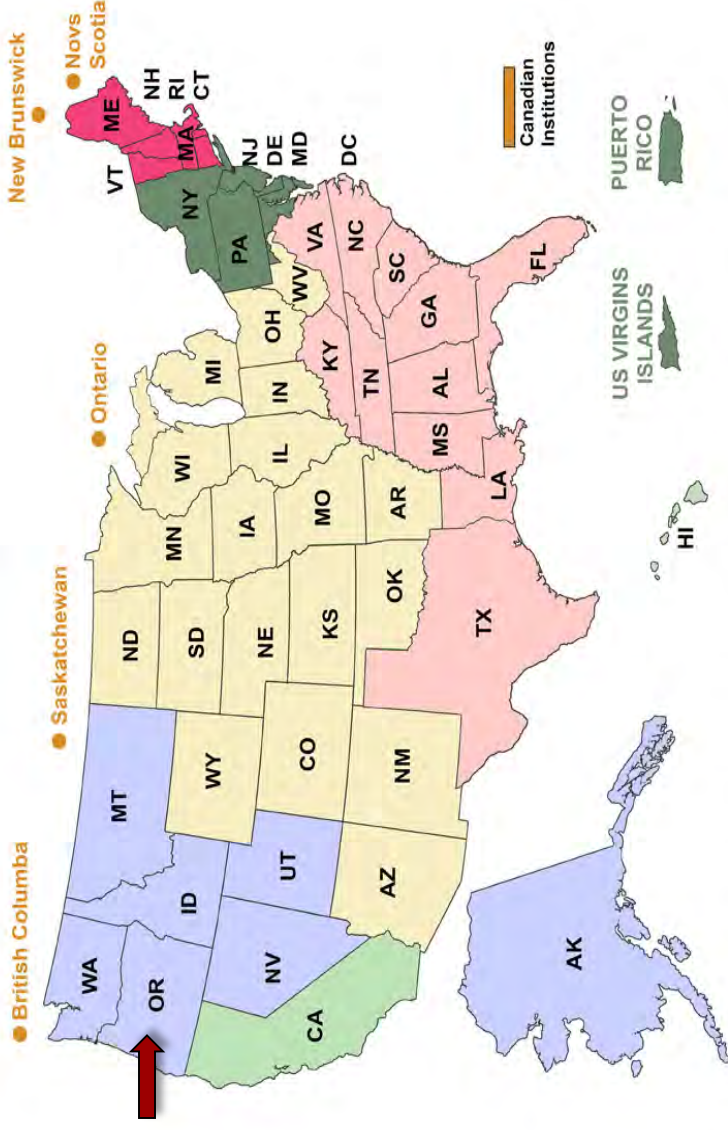 British Columba
Saskatchewan
Ontario
New Brunswick
Novs
Scotia
WA
OR
MT
ID
NV
UT
CA
WY
CO
AZ
NM
ND
SD
NE
KS
OK
TX
MN
IA
MO
AR
LA
WI
IL
MI
IN
OH
WV
KY
TN
MS
AL
GA
FL
SC
NC
VA
PA
NY
VT
ME
MA
NH
RI
CT
NJ
DE
MD
DC
AK
HI
US VIRGINS
ISLANDS
PUERTO
RICO
Canadian
Institutions